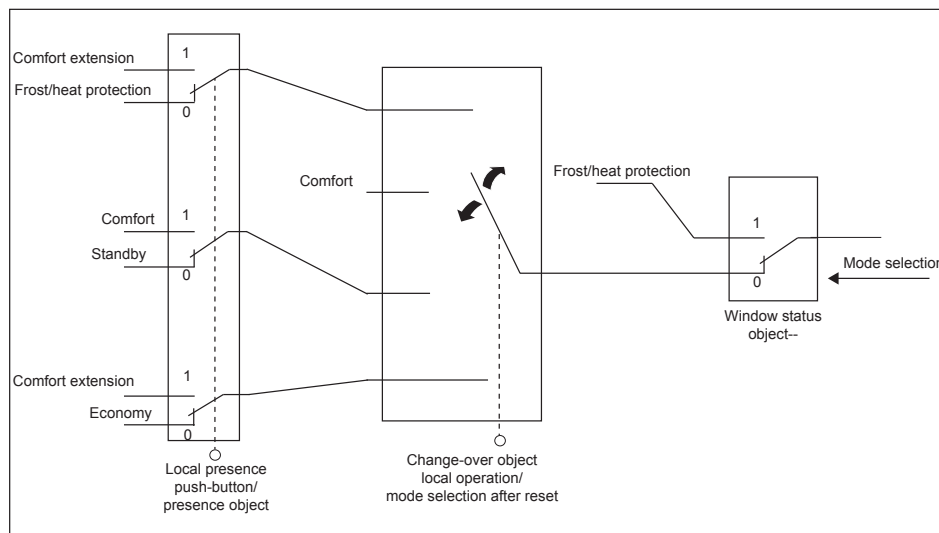 Comfort extension
1
Frost/heat protection
0
Comfort
Frost/heat protection
Comfort
1
Standby
0
1
0
Mode selection
Window status
object--
Comfort extension
1
Economy
0
Local presence
push-button/
presence object
Change-over object
local operation/
mode selection after reset